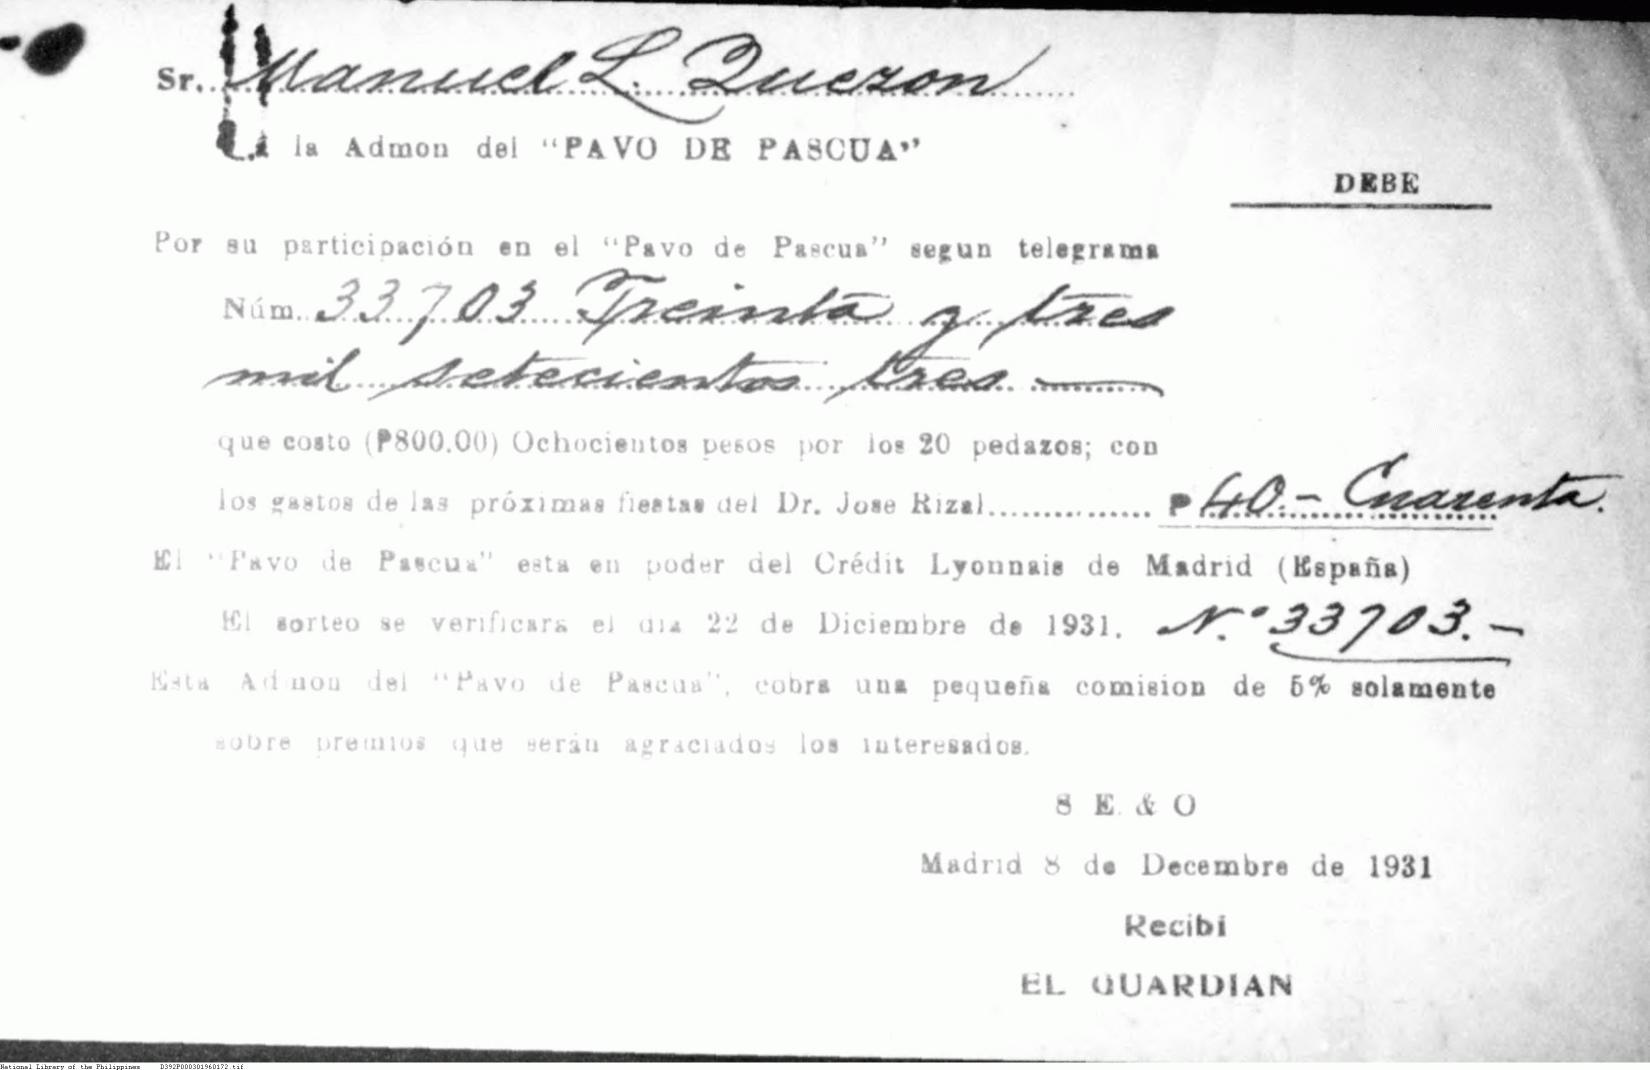 Sr. Manuel L. Quezon
la Admon del “PAVO DE PASCUA”
DEBE
Por su participación en el “Pavo de Pascua” segun telegrama
Núm. 33703 Treinta y tres
mil setecientos tres
que costo (₱800.00) Ochocientos pesos por los 20 pedazos; con
los gastos de las próximas fiestas del Dr. Jose Rizal............... ₱ 40.- Cuarenta.
El “Pavo de Pascua” esta en poder del Crédit Lyonnais de Madrid (España)
El sorteo se verificara el dia 22 de Diciembre de 1931. N.º 33703.-
Esta Admon del “Pavo de Pascua”, cobra una pequeña comision de 5% solamente
sobre premios que serán agraciados los interesados.
S E. & O
Madrid 8 de Decembre de 1931
Recibi
EL GUARDIAN
National Library of the Philippines D392P000301960172.tif